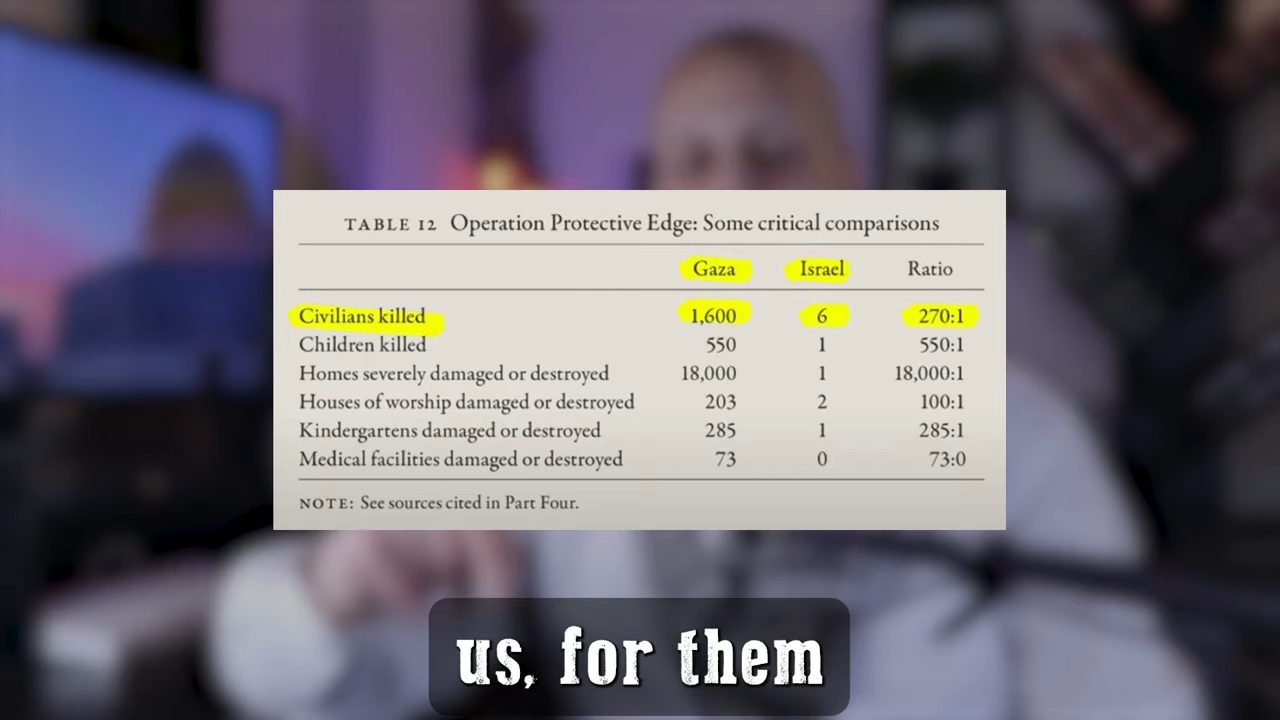 TABLE 12 Operation Protective Edge: Some critical comparisons
Gaza Israel Ratio
Civilians killed 1,600 6 270:1
Children killed 550 1 550:1
Homes severely damaged or destroyed 18,000 1 18,000:1
Houses of worship damaged or destroyed 203 2 100:1
Kindergartens damaged or destroyed 285 1 285:1
Medical facilities damaged or destroyed 73 0 73:0
NOTE: See sources cited in Part Four.
us, for them